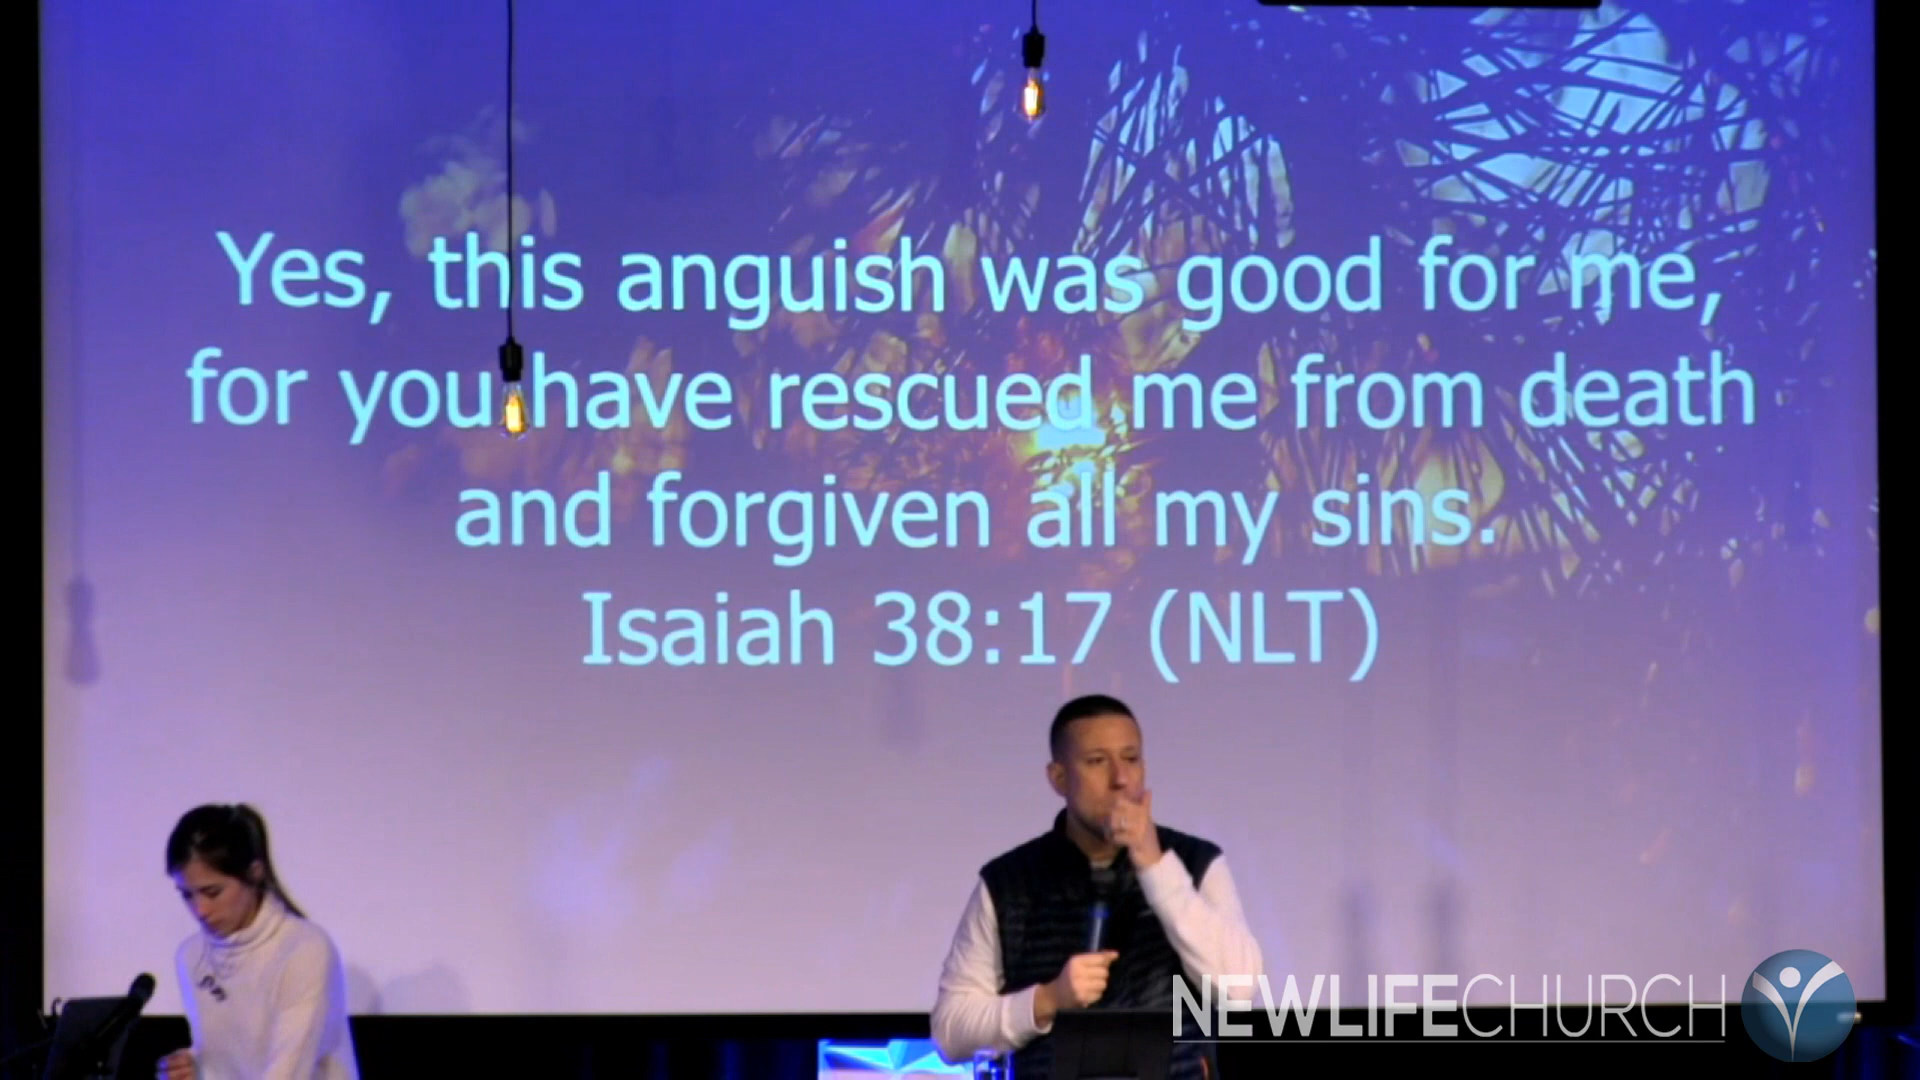 Yes, this anguish was good for me,
for you have rescued me from death
and forgiven all my sins.
Isaiah 38:17 (NLT)
NEWLIFECHURCH